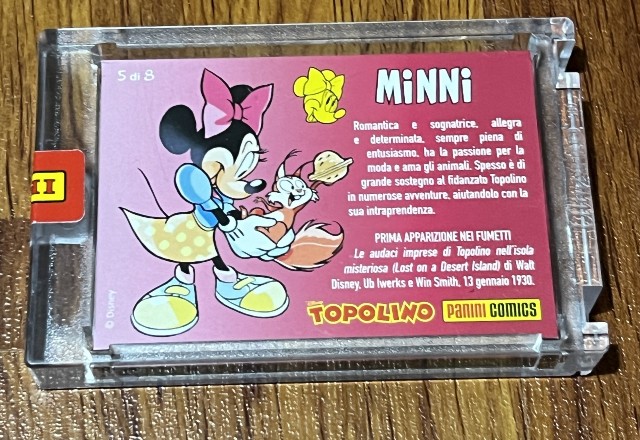 5 di 8
MiNNi
Romantica e sognatrice, allegra
e determinata, sempre piena di
entusiasmo, ha la passione per la
moda e ama gli animali. Spesso è di
grande sostegno al fidanzato Topolino
in numerose avventure, aiutandolo con la
sua intraprendenza.
PRIMA APPARIZIONE NEI FUMETTI
Le audaci imprese di Topolino nell'isola
misteriosa (Lost on a Desert Island) di Walt
Disney, Ub Iwerks e Win Smith, 13 gennaio 1930.
© Disney
Disney
TOPOLINO
PANINI COMICS